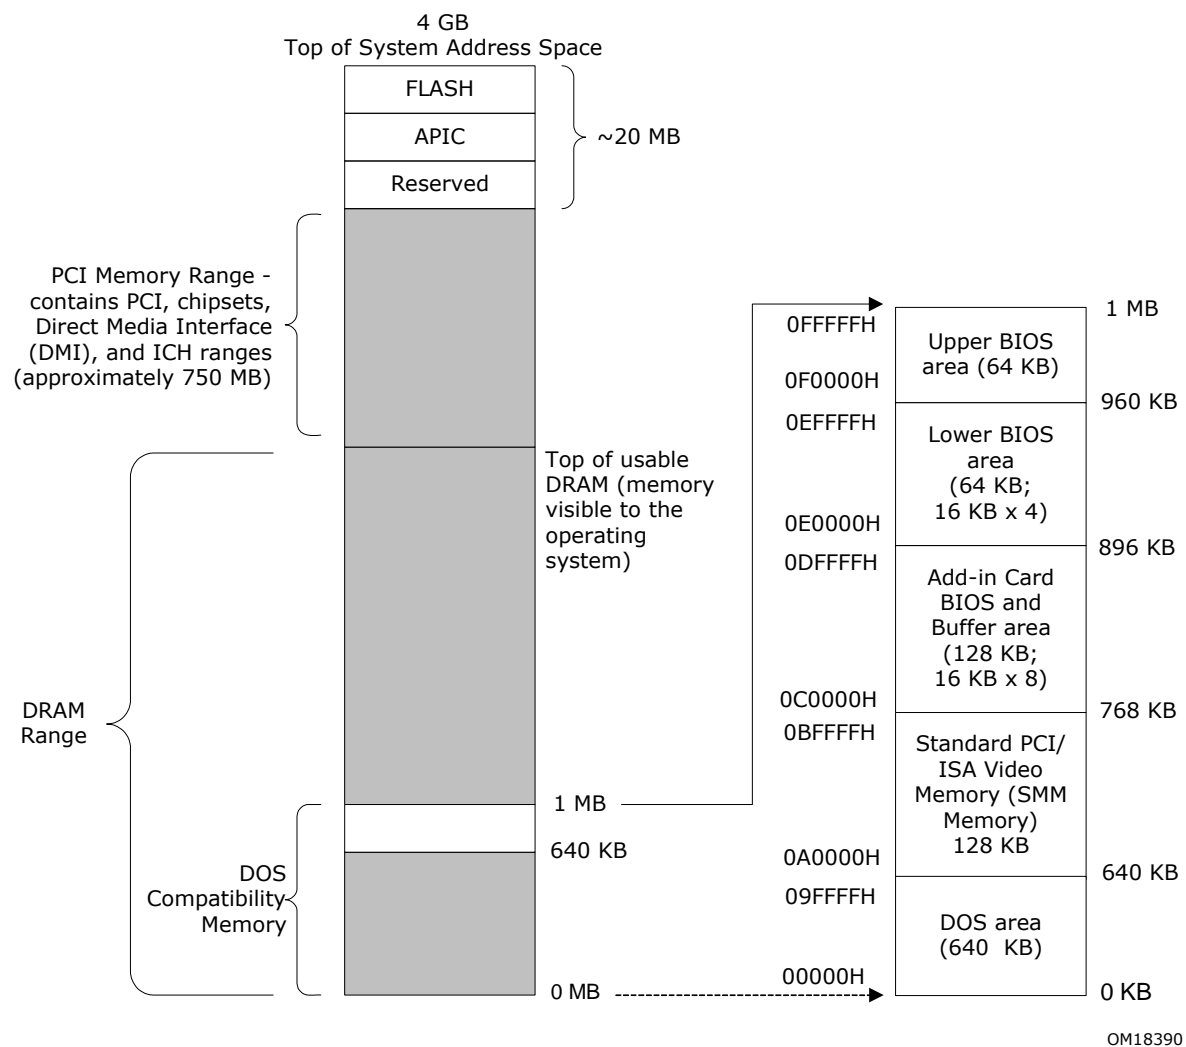 4 GB
Top of System Address Space
FLASH
APIC
Reserved
~20 MB
PCI Memory Range -
contains PCI, chipsets,
Direct Media Interface
(DMI), and ICH ranges
(approximately 750 MB)
Top of usable
DRAM (memory
visible to the
operating
system)
DRAM
Range
1 MB
640 KB
DOS
Compatibility
Memory
0 MB
1 MB
0FFFFFH
Upper BIOS
area (64 KB)
0F0000H
960 KB
0EFFFFH
Lower BIOS
area
(64 KB;
16 KB x 4)
0E0000H
896 KB
0DFFFFH
Add-in Card
BIOS and
Buffer area
(128 KB;
16 KB x 8)
0C0000H
768 KB
0BFFFFH
Standard PCI/
ISA Video
Memory (SMM
Memory)
128 KB
0A0000H
640 KB
09FFFFH
DOS area
(640 KB)
00000H
0 KB
OM18390